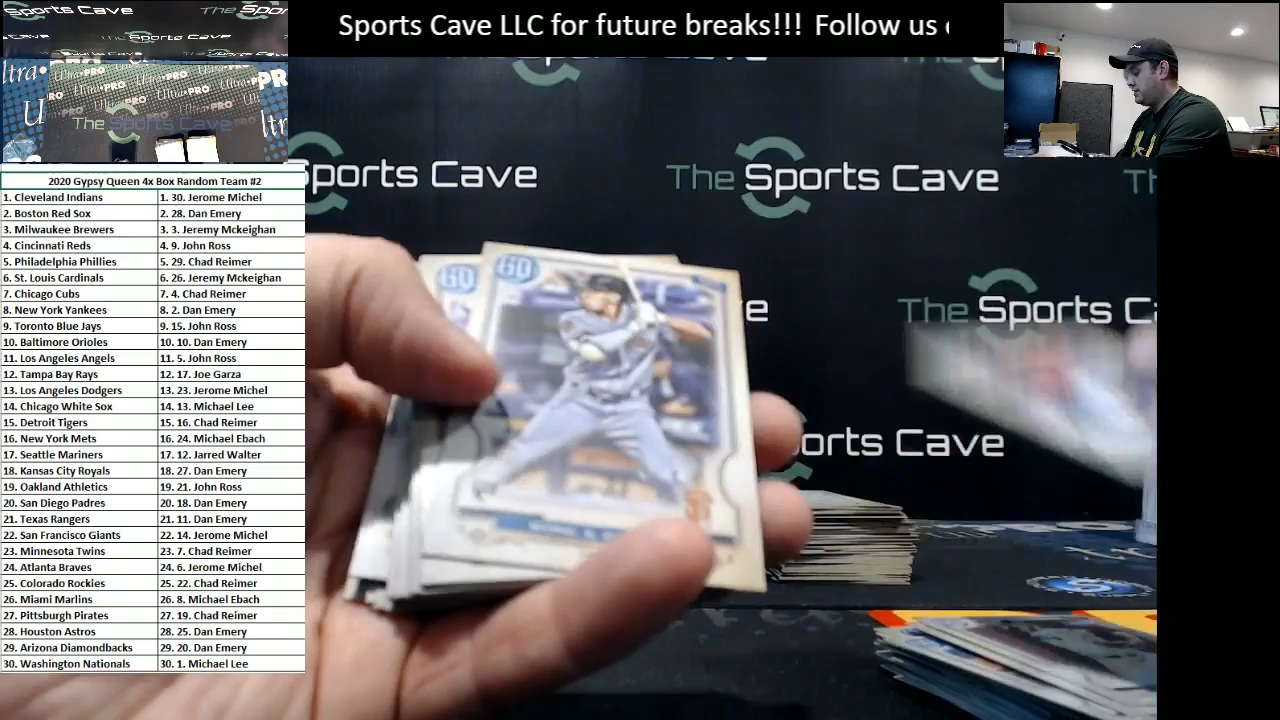 Sports Cave LLC for future breaks!!! Follow us
The
The
Ultra·PRO
The Sports Cave
2020 Gypsy Queen 4x Box Random Team #2
1. Cleveland Indians 1. 30. Jerome Michel
2. Boston Red Sox 2. 28. Dan Emery
3. Milwaukee Brewers 3. 3. Jeremy Mckeighan
4. Cincinnati Reds 4. 9. John Ross
5. Philadelphia Phillies 5. 29. Chad Reimer
6. St. Louis Cardinals 6. 26. Jeremy Mckeighan
7. Chicago Cubs 7. 4. Chad Reimer
8. New York Yankees 8. 2. Dan Emery
9. Toronto Blue Jays 9. 15. John Ross
10. Baltimore Orioles 10. 10. Dan Emery
11. Los Angeles Angels 11. 5. John Ross
12. Tampa Bay Rays 12. 17. Joe Garza
13. Los Angeles Dodgers 13. 23. Jerome Michel
14. Chicago White Sox 14. 13. Michael Lee
15. Detroit Tigers 15. 16. Chad Reimer
16. New York Mets 16. 24. Michael Ebach
17. Seattle Mariners 17. 12. Jarred Walter
18. Kansas City Royals 18. 27. Dan Emery
19. Oakland Athletics 19. 21. John Ross
20. San Diego Padres 20. 18. Dan Emery
21. Texas Rangers 21. 11. Dan Emery
22. San Francisco Giants 22. 14. Jerome Michel
23. Minnesota Twins 23. 7. Chad Reimer
24. Atlanta Braves 24. 6. Jerome Michel
25. Colorado Rockies 25. 22. Chad Reimer
26. Miami Marlins 26. 8. Michael Ebach
27. Pittsburgh Pirates 27. 19. Chad Reimer
28. Houston Astros 28. 25. Dan Emery
29. Arizona Diamondbacks 29. 20. Dan Emery
30. Washington Nationals 30. 1. Michael Lee
Sports Cave
The Sports Cave
The Sports
orts Cave
GQ
GQ
SF